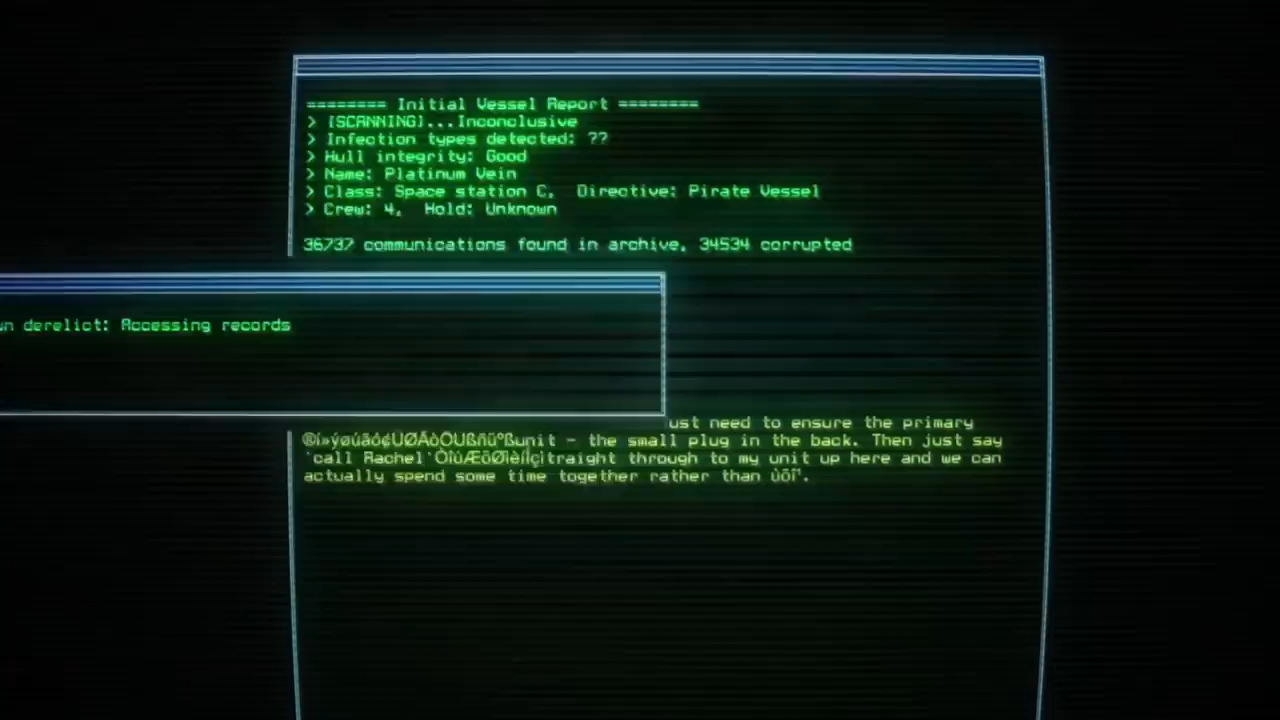 ======== Initial Vessel Report ========
> [SCANNING]...Inconclusive
> Infection types detected: ??
> Hull integrity: Good
> Name: Platinum Vein
> Class: Space station C, Directive: Pirate Vessel
> Crew: 4, Hold: Unknown
36737 communications found in archive, 34534 corrupted
wn derelict: Accessing records
ust need to ensure the primary
unit - the small plug in the back. Then just say
'call Rachel' traight through to my unit up here and we can
actually spend some time together rather than